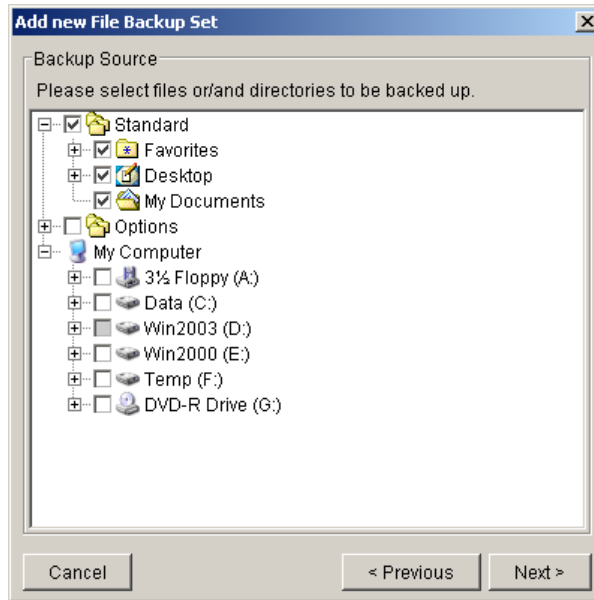 Add new File Backup Set
Backup Source
Please select files or/and directories to be backed up.
Standard
Favorites
Desktop
My Documents
Options
My Computer
3½ Floppy (A:)
Data (C:)
Win2003 (D:)
Win2000 (E:)
Temp (F:)
DVD-R Drive (G:)
Cancel
< Previous
Next >